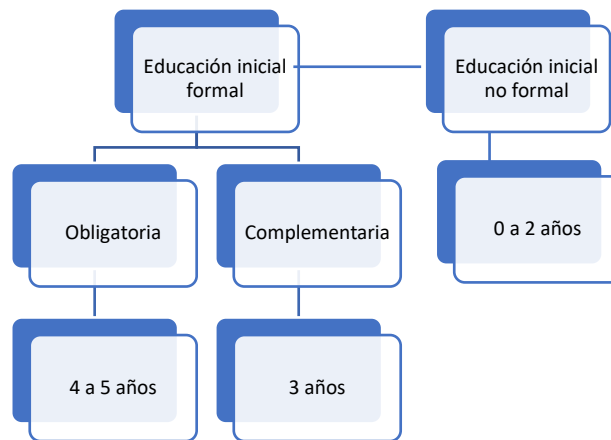 Educación inicial
formal
Educación inicial
no formal
Obligatoria
Complementaria
0 a 2 años
4 a 5 años
3 años